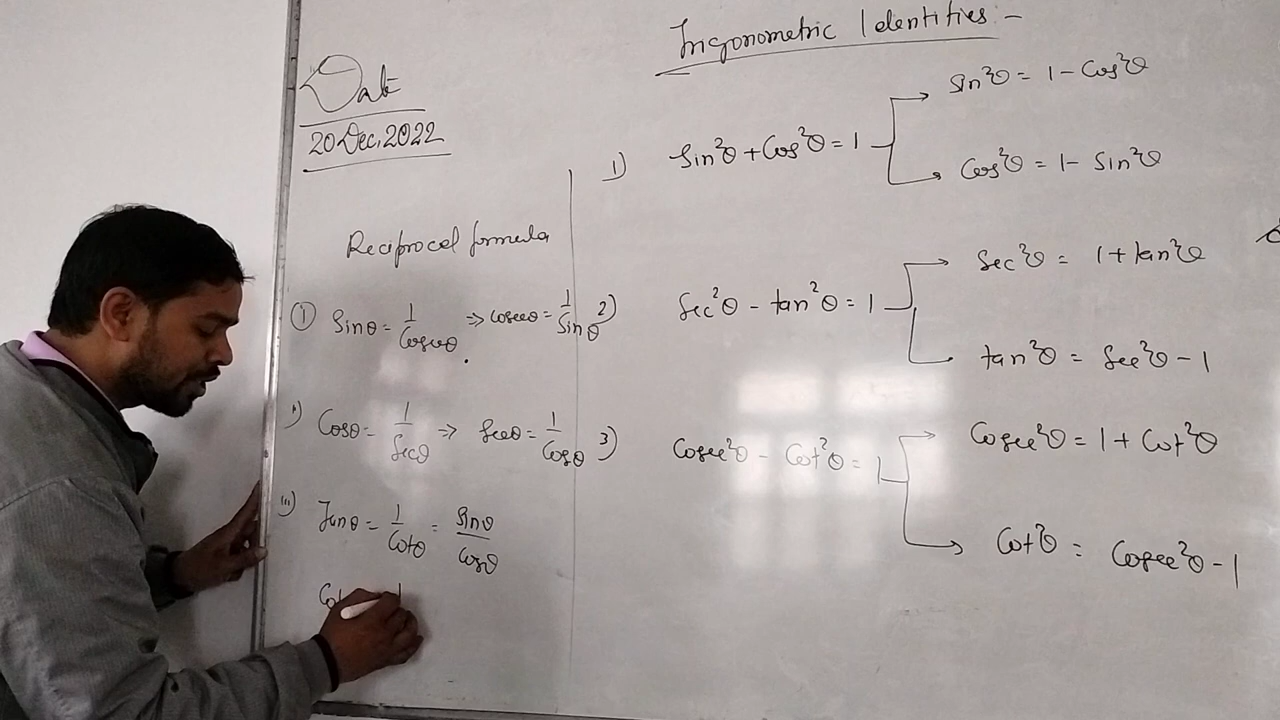 Trigonometric Identities :-
Date
20 Dec, 2022
Reciprocal formula
i) Sinθ = 1/Cosecθ ⇒ cosecθ = 1/Sinθ
ii) Cosθ = 1/Secθ ⇒ Secθ = 1/Cosθ
iii) Tanθ = 1/Cotθ = Sinθ/Cosθ
1) Sin²θ + Cos²θ = 1
Sin²θ = 1 - Cos²θ
Cos²θ = 1 - Sin²θ
2) Sec²θ - tan²θ = 1
Sec²θ = 1 + tan²θ
tan²θ = Sec²θ - 1
3) Cosec²θ - Cot²θ = 1
Cosec²θ = 1 + Cot²θ
Cot²θ = Cosec²θ - 1